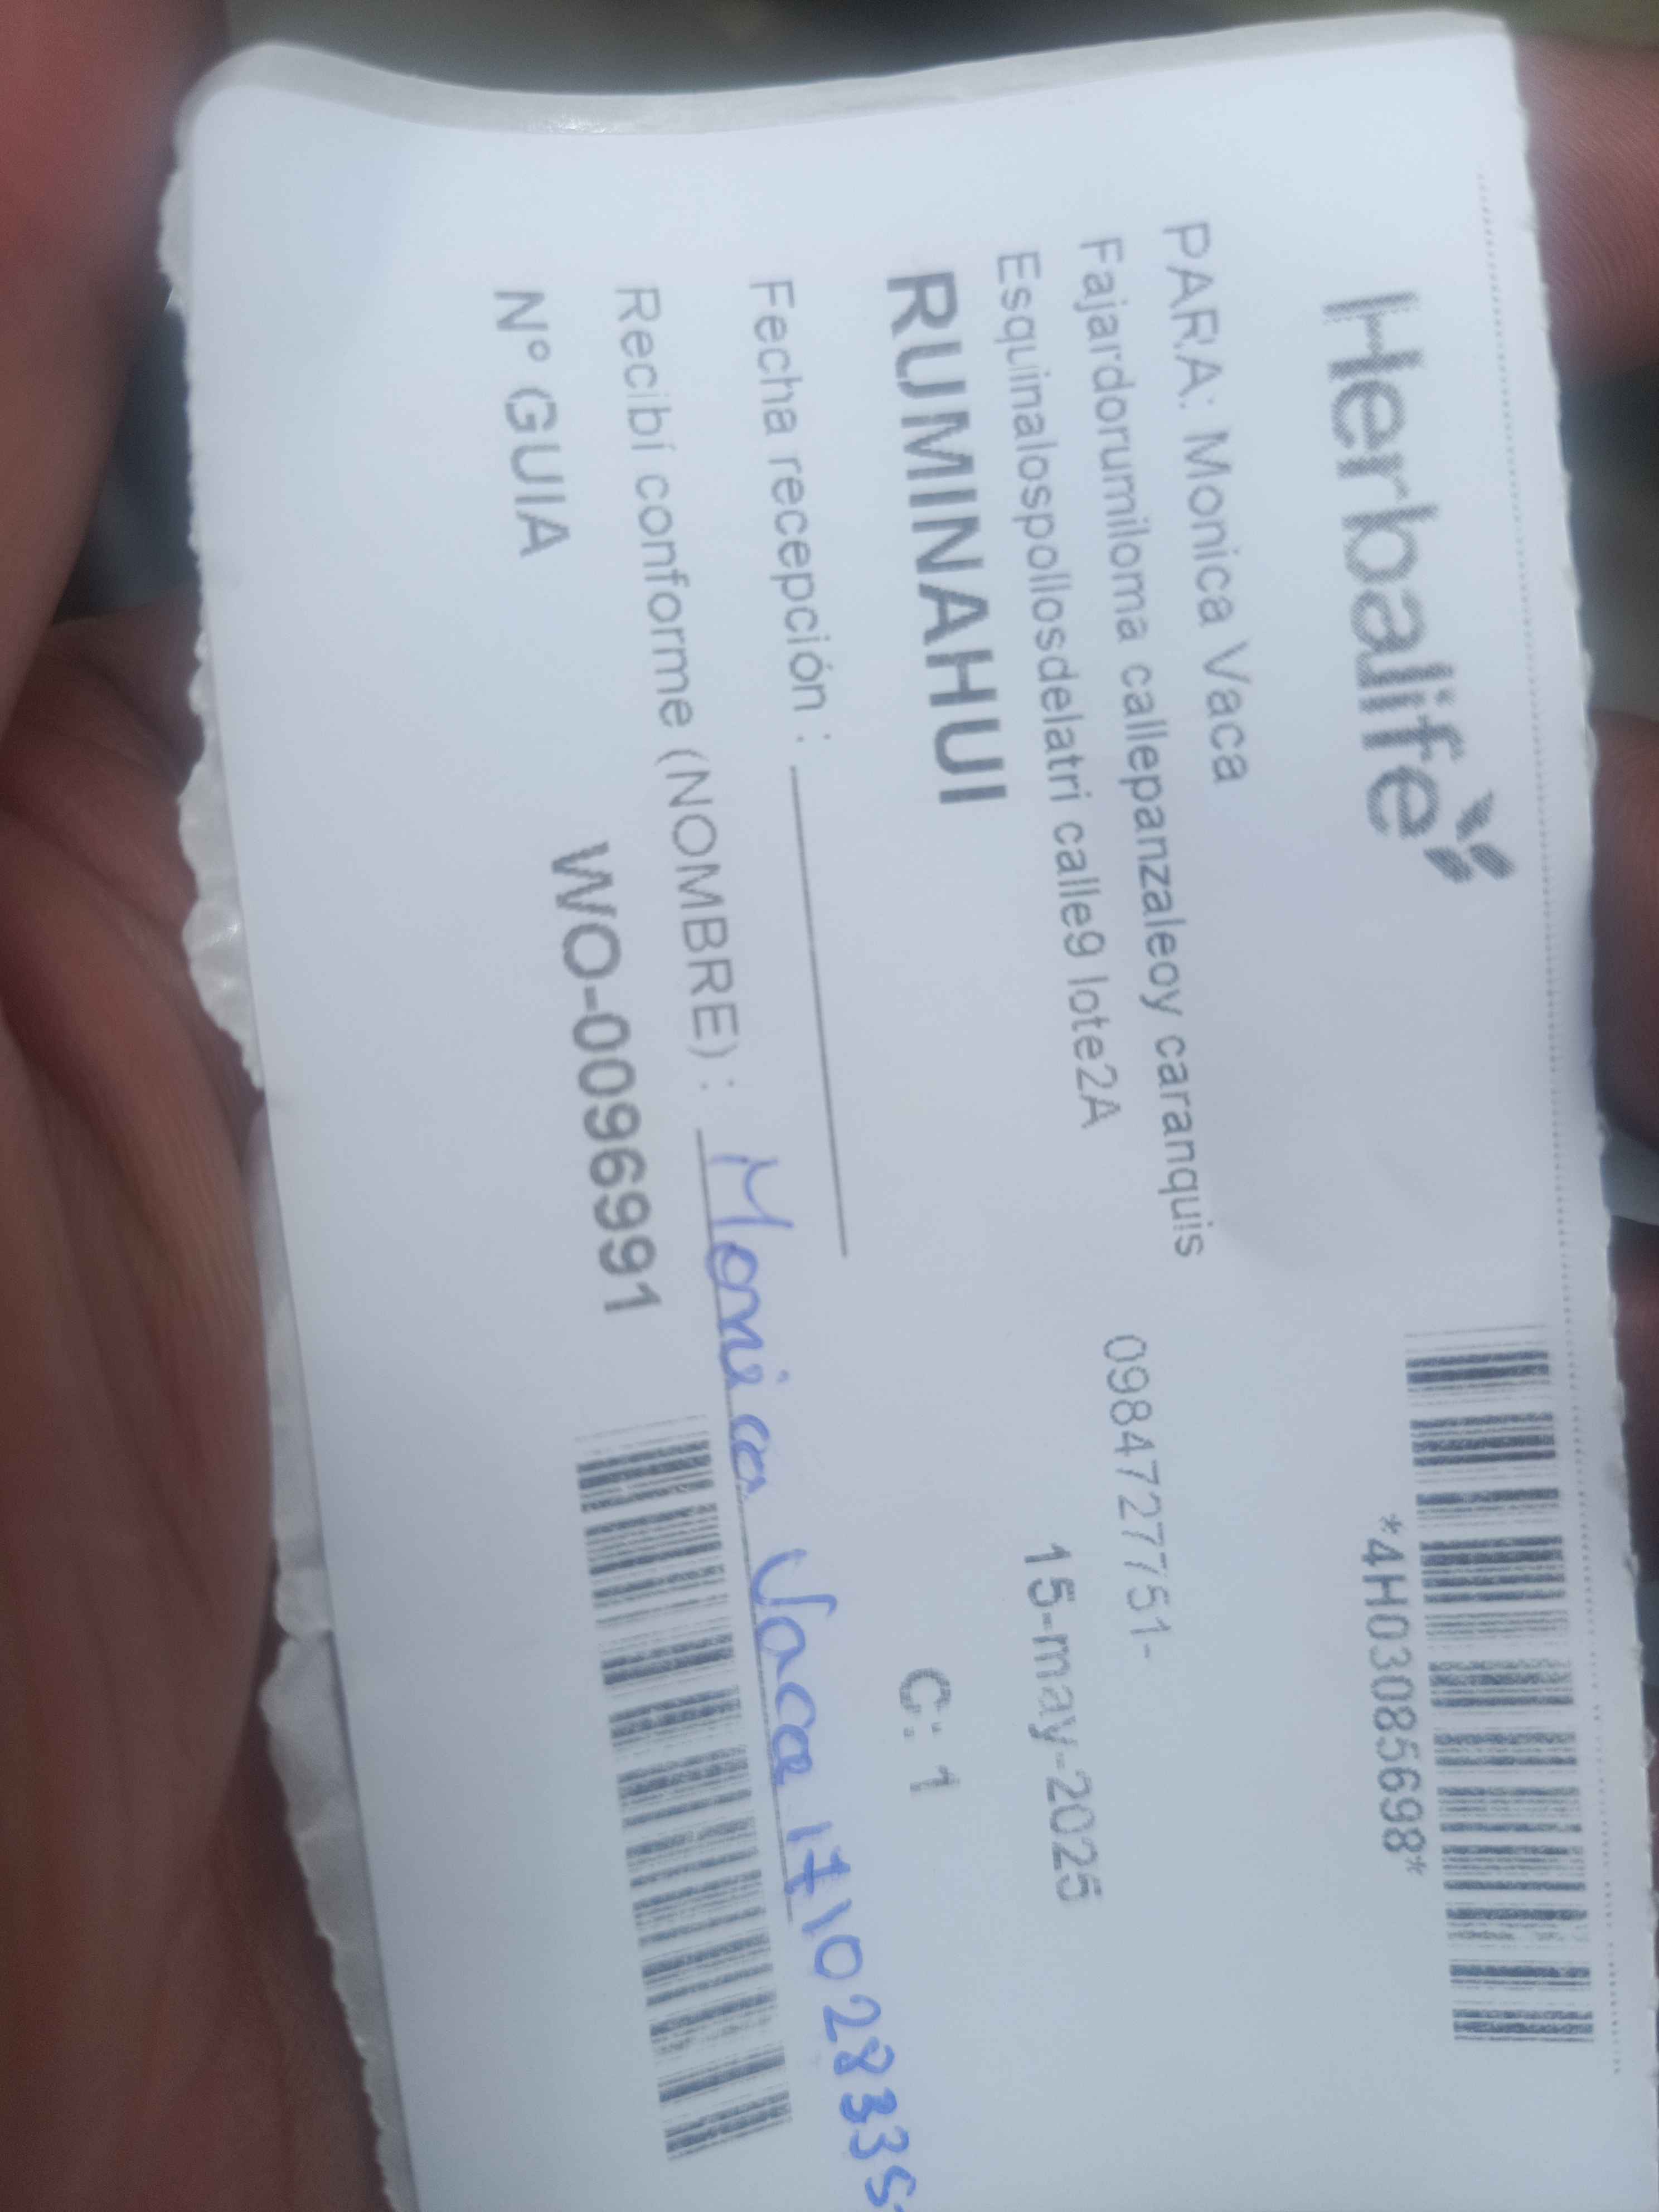 Herbalife
*4H03085698*
PARA: Monica Vaca
Fajardorumiloma callepanzaleoy caranquis 0984727751-
Esquinalospollosdelatri calle9 lote2A 15-may-2025
RUMINAHUI C: 1
Fecha recepción :
Recibí conforme (NOMBRE) : Monica Vaca
Nº GUIA WO-0096991